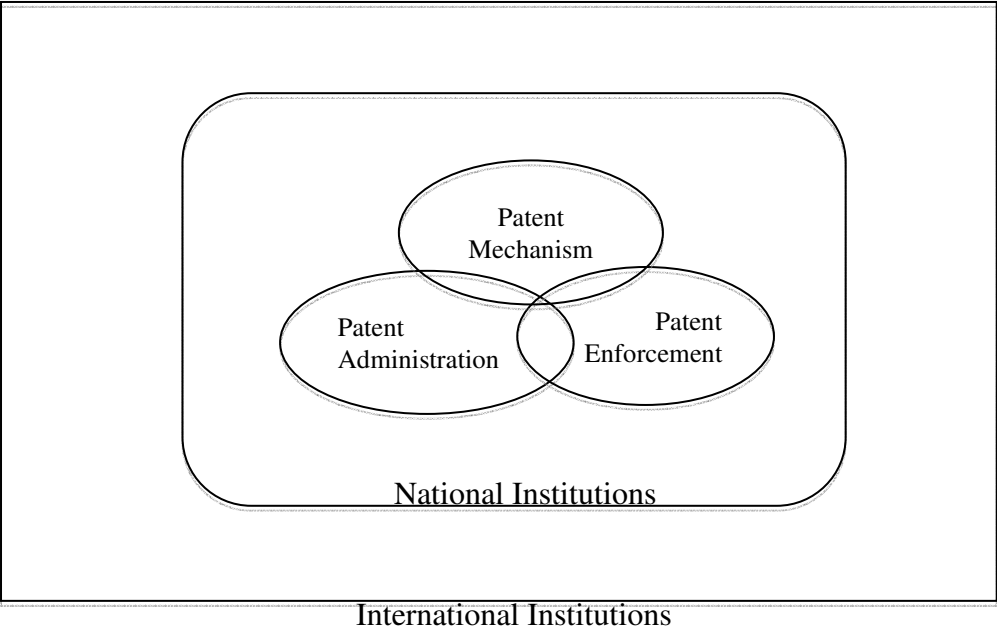 Patent
Mechanism
Patent
Administration
Patent
Enforcement
National Institutions
International Institutions